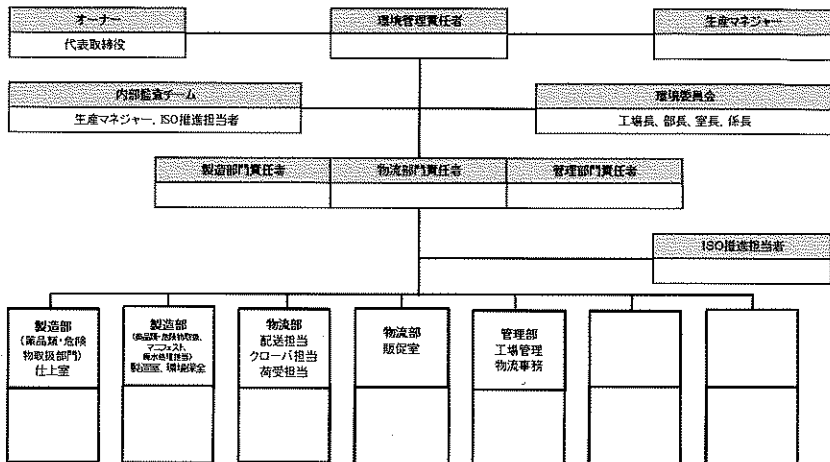 オーナー
代表取締役
環境管理責任者
生産マネジャー
内部監査チーム
生産マネジャー、ISO推進担当者
環境委員会
工場長、部長、室長、係長
製造部門責任者
物流部門責任者
管理部門責任者
ISO推進担当者
製造部
(薬品類・危険
物取扱部門)
仕上室
製造部
(薬品類・危険物取扱、
マニフェスト、
廃水処理担当)
製造室、環境保全
物流部
配送担当
クローバ担当
荷受担当
物流部
販促室
管理部
工場管理
物流事務